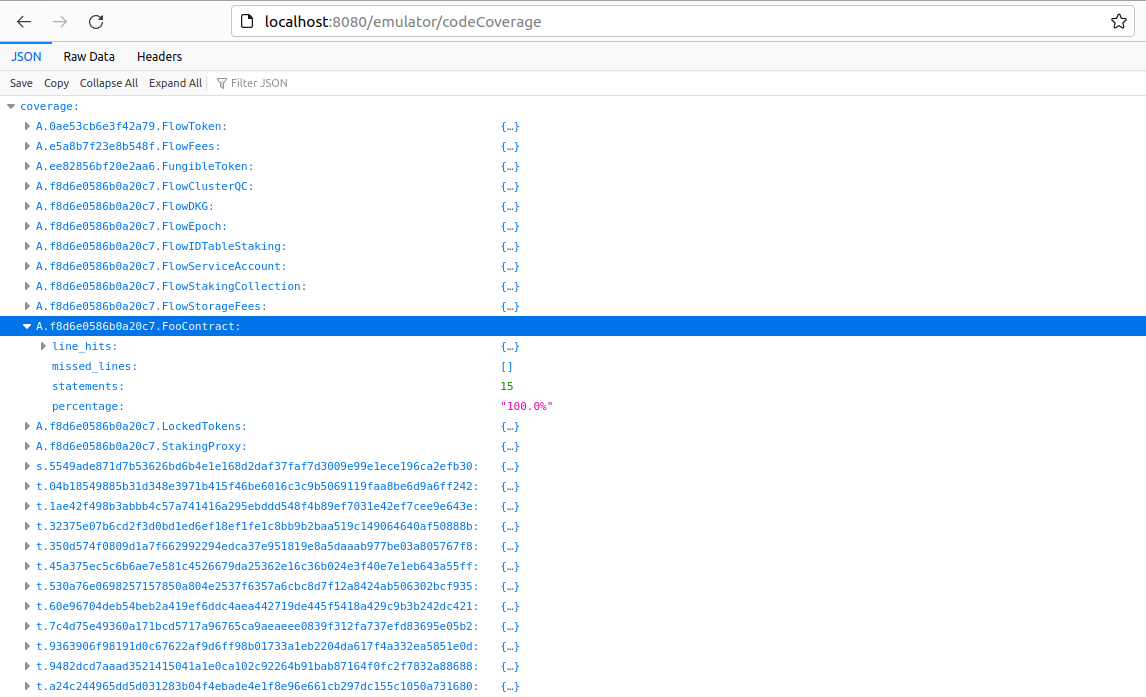 localhost:8080/emulator/codeCoverage
JSON Raw Data Headers
Save Copy Collapse All Expand All Filter JSON
coverage:
A.0ae53cb6e3f42a79.FlowToken: {…}
A.e5a8b7f23e8b548f.FlowFees: {…}
A.ee82856bf20e2aa6.FungibleToken: {…}
A.f8d6e0586b0a20c7.FlowClusterQC: {…}
A.f8d6e0586b0a20c7.FlowDKG: {…}
A.f8d6e0586b0a20c7.FlowEpoch: {…}
A.f8d6e0586b0a20c7.FlowIDTableStaking: {…}
A.f8d6e0586b0a20c7.FlowServiceAccount: {…}
A.f8d6e0586b0a20c7.FlowStakingCollection: {…}
A.f8d6e0586b0a20c7.FlowStorageFees: {…}
A.f8d6e0586b0a20c7.FooContract:
line_hits: {…}
missed_lines: []
statements: 15
percentage: "100.0%"
A.f8d6e0586b0a20c7.LockedTokens: {…}
A.f8d6e0586b0a20c7.StakingProxy: {…}
s.5549ade871d7b53626bd6b4e1e168d2daf37faf7d3009e99e1ece196ca2efb30: {…}
t.04b18549885b31d348e3971b415f46be6016c3c9b5069119faa8be6d9a6ff242: {…}
t.1ae42f498b3abbb4c57a741416a295ebddd548f4b89ef7031e42ef7cee9e643e: {…}
t.32375e07b6cd2f3d0bd1ed6ef18ef1fe1c8bb9b2baa519c149064640af50888b: {…}
t.350d574f0809d1a7f662992294edca37e951819e8a5daaab977be03a805767f8: {…}
t.45a375ec5c6b6ae7e581c4526679da25362e16c36b024e3f40e7e1eb643a55ff: {…}
t.530a76e0698257157850a804e2537f6357a6cbc8d7f12a8424ab506302bcf935: {…}
t.60e96704deb54beb2a419ef6ddc4aea442719de445f5418a429c9b3b242dc421: {…}
t.7c4d75e49360a171bcd5717a96765ca9aeaeee0839f312fa737efd83695e05b2: {…}
t.9363906f98191d0c67622af9d6ff98b01733a1eb2204da617f4a332ea5851e0d: {…}
t.9482dcd7aaad3521415041a1e0ca102c92264b91bab87164f0fc2f7832a88688: {…}
t.a24c244965dd5d031283b04f4ebade4e1f8e96e661cb297dc155c1050a731680: {…}